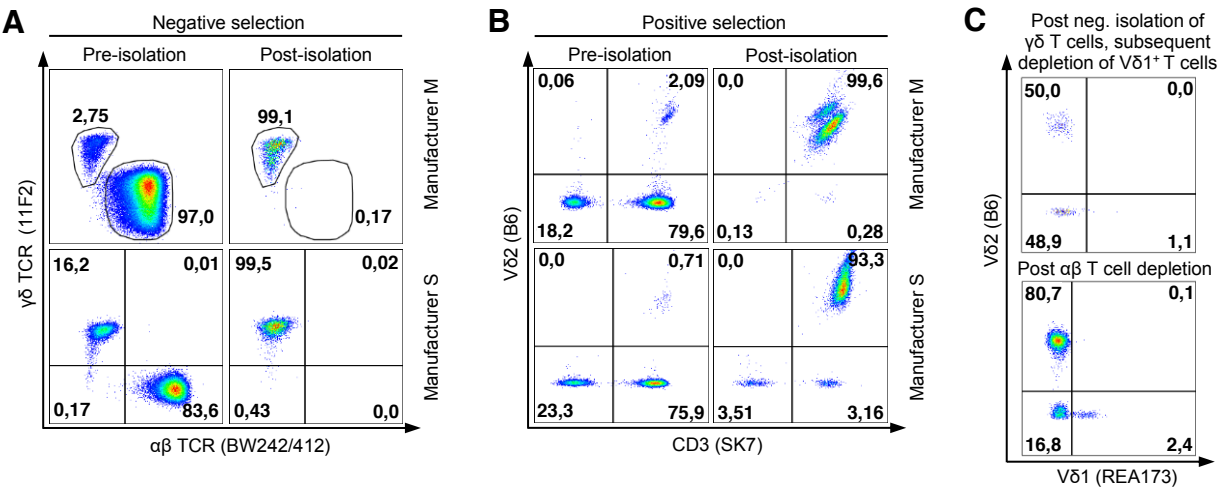 A
Negative selection
Pre-isolation
Post-isolation
2,75
97,0
99,1
0,17
Manufacturer M
16,2
0,01
0,17
83,6
99,5
0,02
0,43
0,0
Manufacturer S
γδ TCR (11F2)
αβ TCR (BW242/412)
B
Positive selection
Pre-isolation
Post-isolation
0,06
2,09
18,2
79,6
0,0
99,6
0,13
0,28
Manufacturer M
0,0
0,71
23,3
75,9
0,0
93,3
3,51
3,16
Manufacturer S
Vδ2 (B6)
CD3 (SK7)
C
Post neg. isolation of
γδ T cells, subsequent
depletion of Vδ1⁺ T cells
50,0
0,0
48,9
1,1
Post αβ T cell depletion
80,7
0,1
16,8
2,4
Vδ2 (B6)
Vδ1 (REA173)